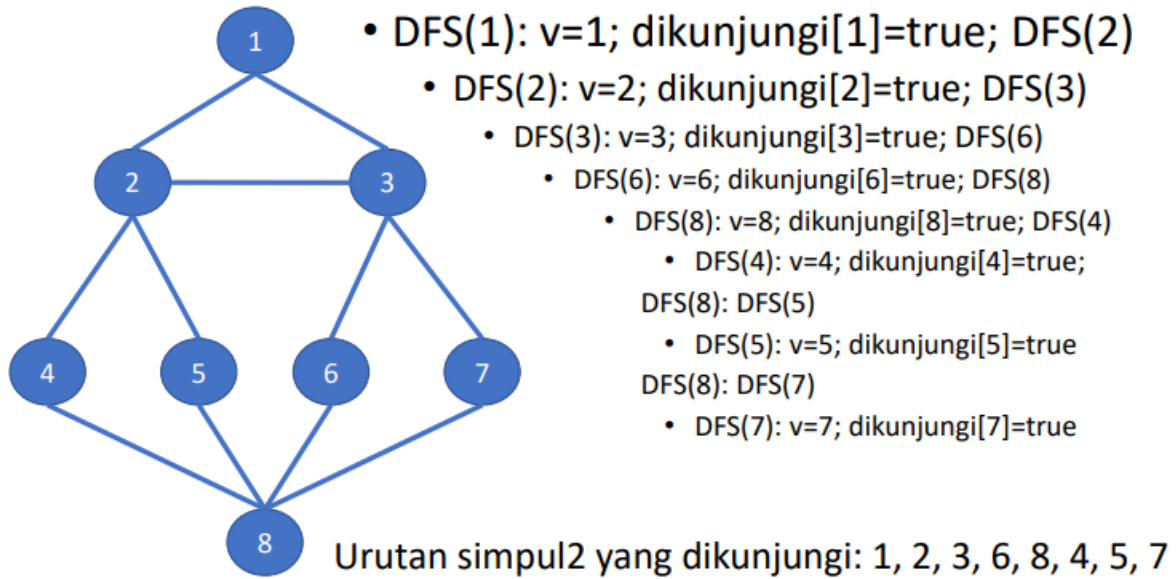 1
• DFS(1): v=1; dikunjungi[1]=true; DFS(2)
• DFS(2): v=2; dikunjungi[2]=true; DFS(3)
• DFS(3): v=3; dikunjungi[3]=true; DFS(6)
2 3
• DFS(6): v=6; dikunjungi[6]=true; DFS(8)
• DFS(8): v=8; dikunjungi[8]=true; DFS(4)
• DFS(4): v=4; dikunjungi[4]=true;
DFS(8): DFS(5)
• DFS(5): v=5; dikunjungi[5]=true
4 5 6 7
DFS(8): DFS(7)
• DFS(7): v=7; dikunjungi[7]=true
8
Urutan simpul2 yang dikunjungi: 1, 2, 3, 6, 8, 4, 5, 7